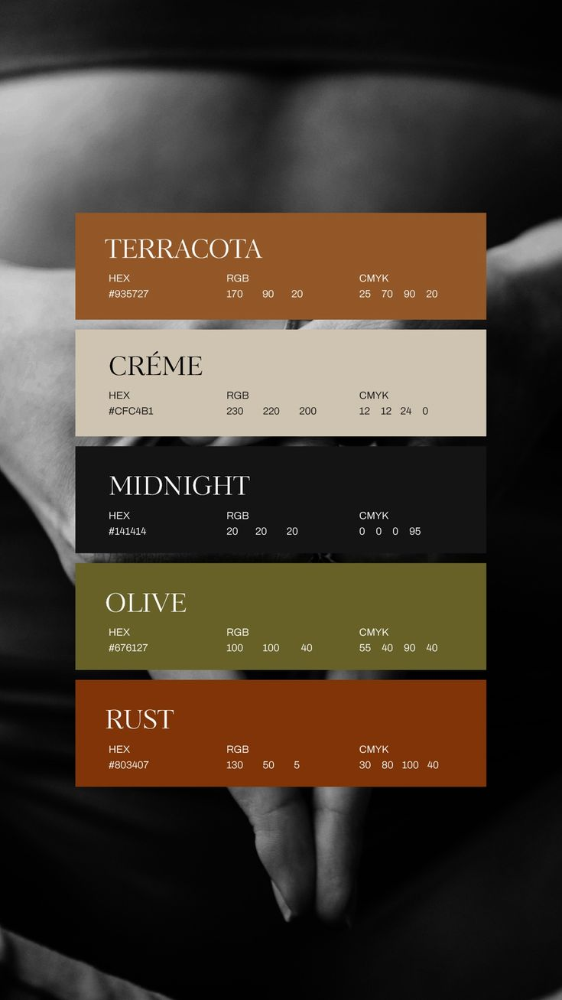 TERRACOTA
HEX RGB CMYK
#935727 170 90 20 25 70 90 20
CRÉME
HEX RGB CMYK
#CFC4B1 230 220 200 12 12 24 0
MIDNIGHT
HEX RGB CMYK
#141414 20 20 20 0 0 0 95
OLIVE
HEX RGB CMYK
#676127 100 100 40 55 40 90 40
RUST
HEX RGB CMYK
#803407 130 50 5 30 80 100 40